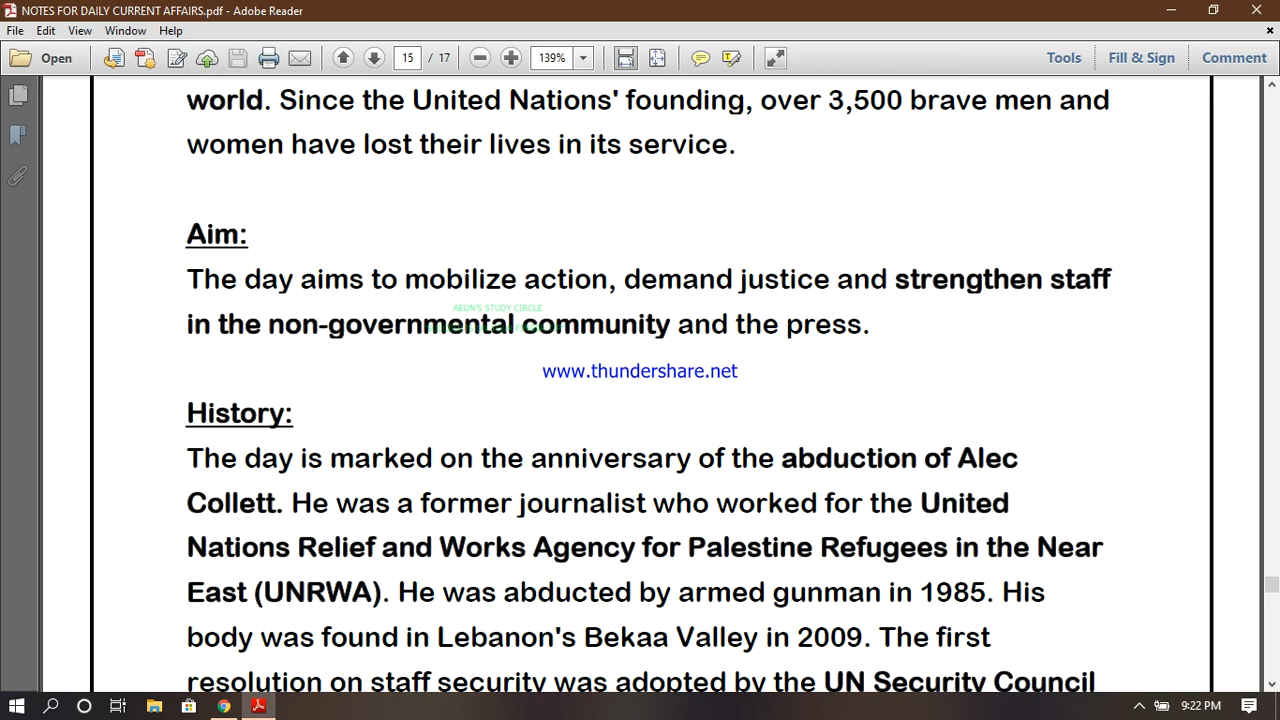 NOTES FOR DAILY CURRENT AFFAIRS.pdf - Adobe Reader
File Edit View Window Help
Open 15 / 17 139% Tools Fill & Sign Comment
world. Since the United Nations' founding, over 3,500 brave men and
women have lost their lives in its service.
Aim:
The day aims to mobilize action, demand justice and strengthen staff
AEON'S STUDY CIRCLE
in the non-governmental community and the press.
www.thundershare.net
History:
The day is marked on the anniversary of the abduction of Alec
Collett. He was a former journalist who worked for the United
Nations Relief and Works Agency for Palestine Refugees in the Near
East (UNRWA). He was abducted by armed gunman in 1985. His
body was found in Lebanon's Bekaa Valley in 2009. The first
resolution on staff security was adopted by the UN Security Council
9:22 PM